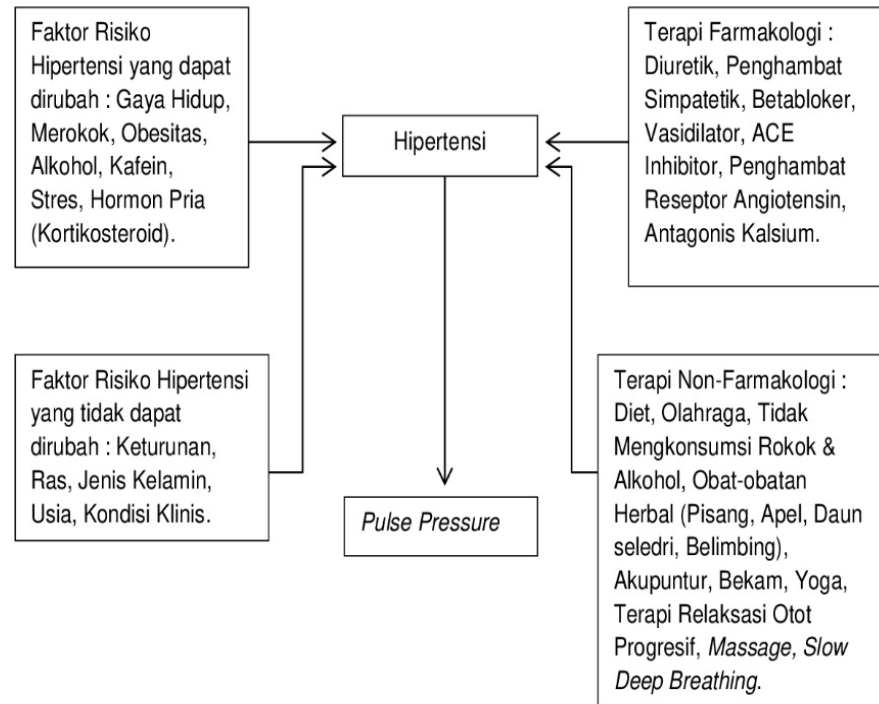 Faktor Risiko
Hipertensi yang dapat
dirubah : Gaya Hidup,
Merokok, Obesitas,
Alkohol, Kafein,
Stres, Hormon Pria
(Kortikosteroid).
Hipertensi
Terapi Farmakologi :
Diuretik, Penghambat
Simpatetik, Betabloker,
Vasidilator, ACE
Inhibitor, Penghambat
Reseptor Angiotensin,
Antagonis Kalsium.
Faktor Risiko Hipertensi
yang tidak dapat
dirubah : Keturunan,
Ras, Jenis Kelamin,
Usia, Kondisi Klinis.
Pulse Pressure
Terapi Non-Farmakologi :
Diet, Olahraga, Tidak
Mengkonsumsi Rokok &
Alkohol, Obat-obatan
Herbal (Pisang, Apel, Daun
seledri, Belimbing),
Akupuntur, Bekam, Yoga,
Terapi Relaksasi Otot
Progresif, Massage, Slow
Deep Breathing.